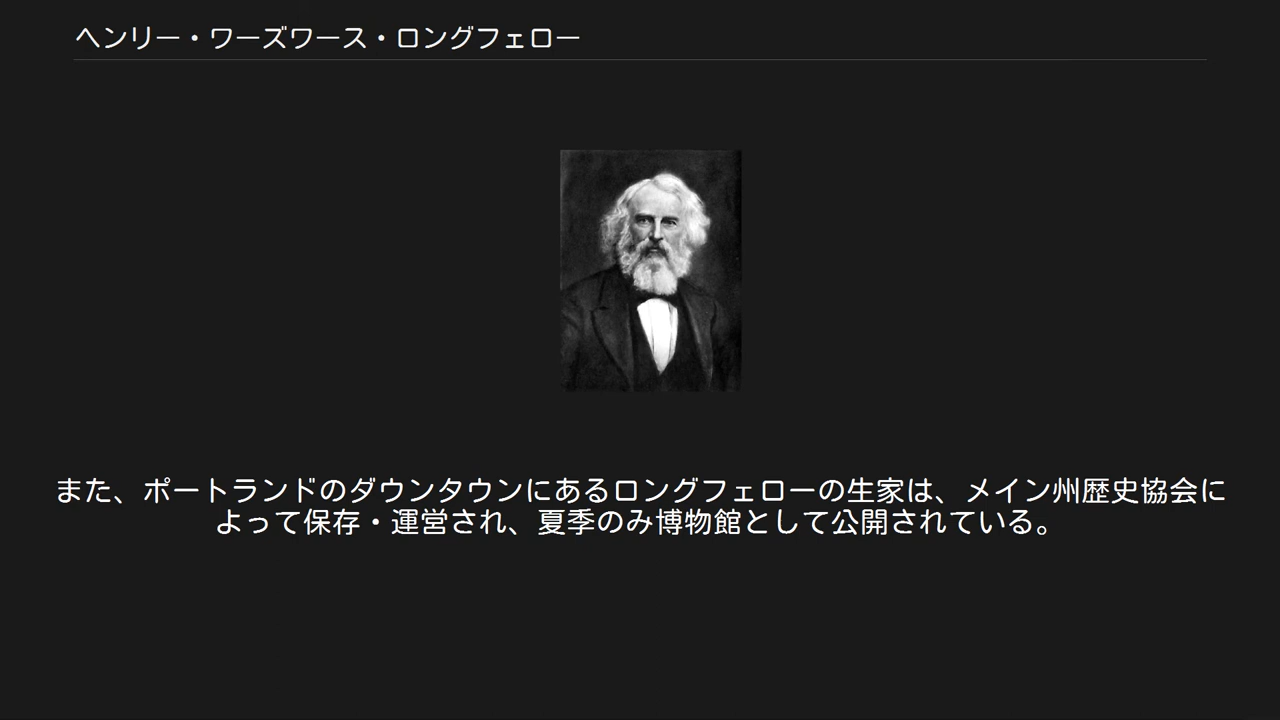 ヘンリー・ワーズワース・ロングフェロー
また、ポートランドのダウンタウンにあるロングフェローの生家は、メイン州歴史協会に
よって保存・運営され、夏季のみ博物館として公開されている。